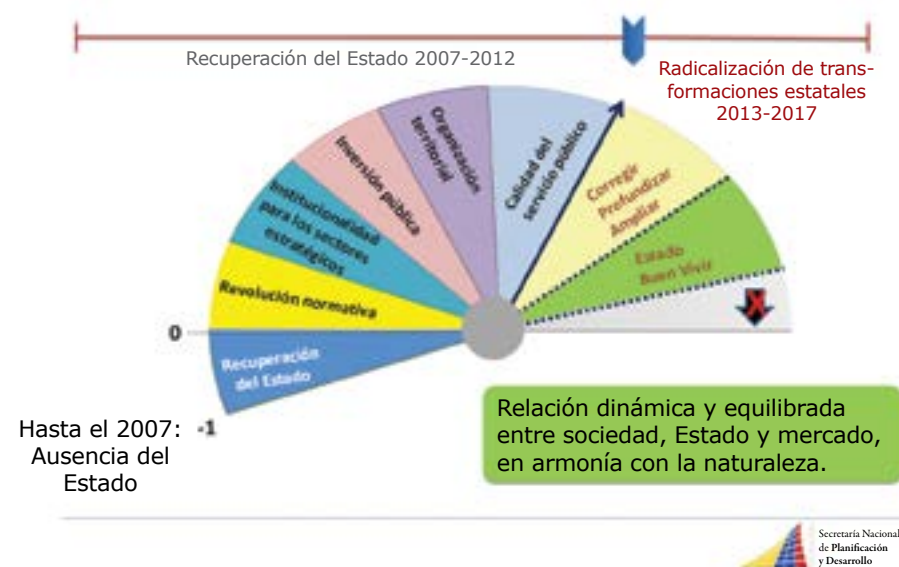 Recuperación del Estado 2007-2012
Radicalización de trans-
formaciones estatales
2013-2017
Organización
territorial
Calidad del
servicio público
Inversión pública
Corregir
Profundizar
Ampliar
Institucionalidad
para los sectores
estratégicos
Estado
Buen Vivir
Revolución normativa
0
Recuperación
del Estado
-1
Hasta el 2007:
Ausencia del
Estado
Relación dinámica y equilibrada
entre sociedad, Estado y mercado,
en armonía con la naturaleza.
Secretaría Nacional
de Planificación
y Desarrollo